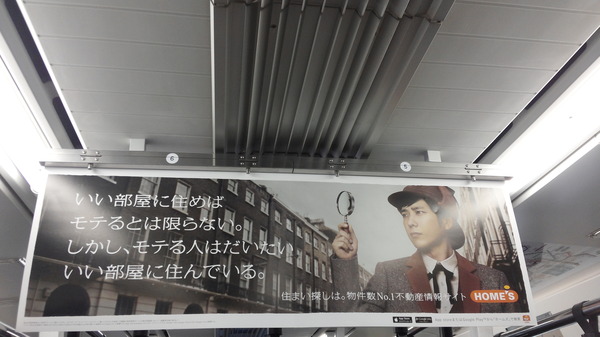 いい部屋に住めば
モテるとは限らない。
しかし、モテる人はだいたい
いい部屋に住んでいる。
住まい探しは。物件数No.1不動産情報サイト HOME'S